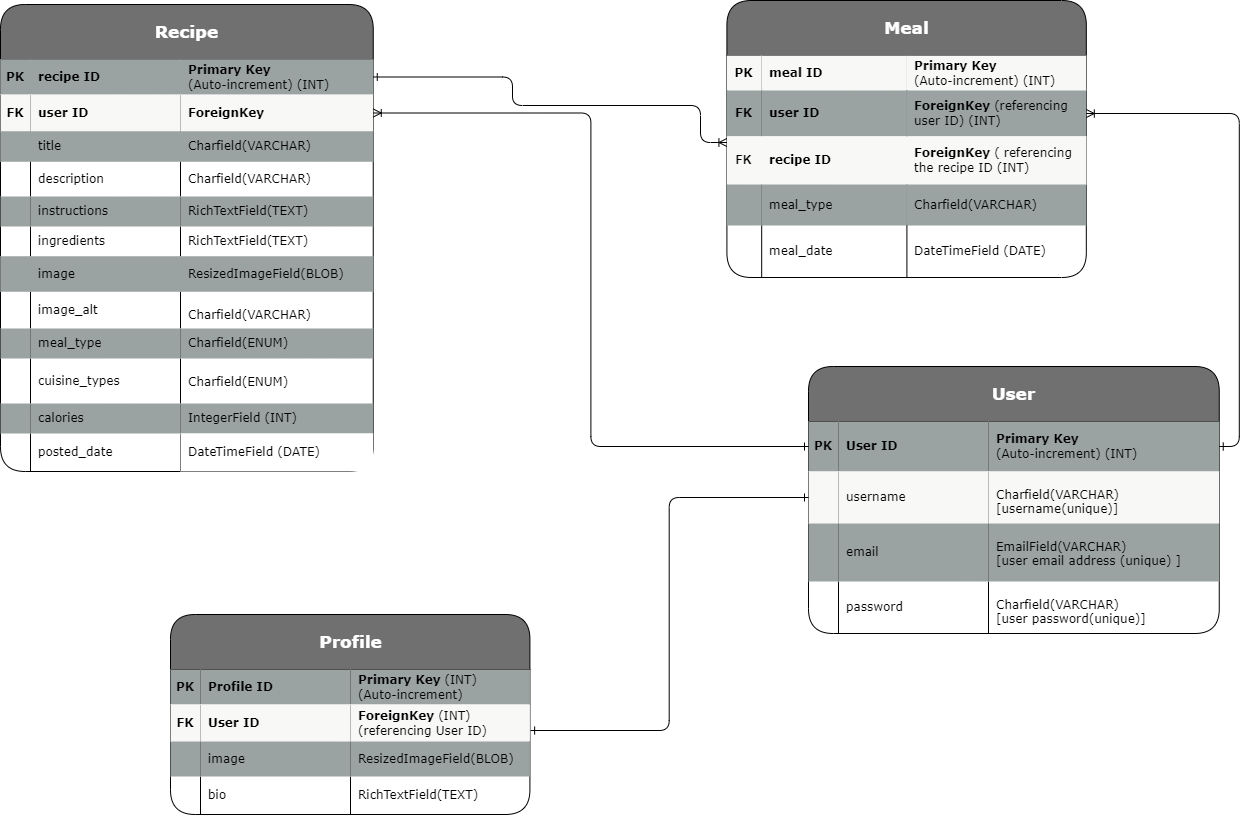 Recipe
PK recipe ID Primary Key
(Auto-increment) (INT)
FK user ID ForeignKey
title Charfield(VARCHAR)
description Charfield(VARCHAR)
instructions RichTextField(TEXT)
ingredients RichTextField(TEXT)
image ResizedImageField(BLOB)
image_alt Charfield(VARCHAR)
meal_type Charfield(ENUM)
cuisine_types Charfield(ENUM)
calories IntegerField (INT)
posted_date DateTimeField (DATE)
Meal
PK meal ID Primary Key
(Auto-increment) (INT)
FK user ID ForeignKey (referencing
user ID) (INT)
FK recipe ID ForeignKey ( referencing
the recipe ID (INT)
meal_type Charfield(VARCHAR)
meal_date DateTimeField (DATE)
User
PK User ID Primary Key
(Auto-increment) (INT)
username Charfield(VARCHAR)
[username(unique)]
email EmailField(VARCHAR)
[user email address (unique) ]
password Charfield(VARCHAR)
[user password(unique)]
Profile
PK Profile ID Primary Key (INT)
(Auto-increment)
FK User ID ForeignKey (INT)
(referencing User ID)
image ResizedImageField(BLOB)
bio RichTextField(TEXT)